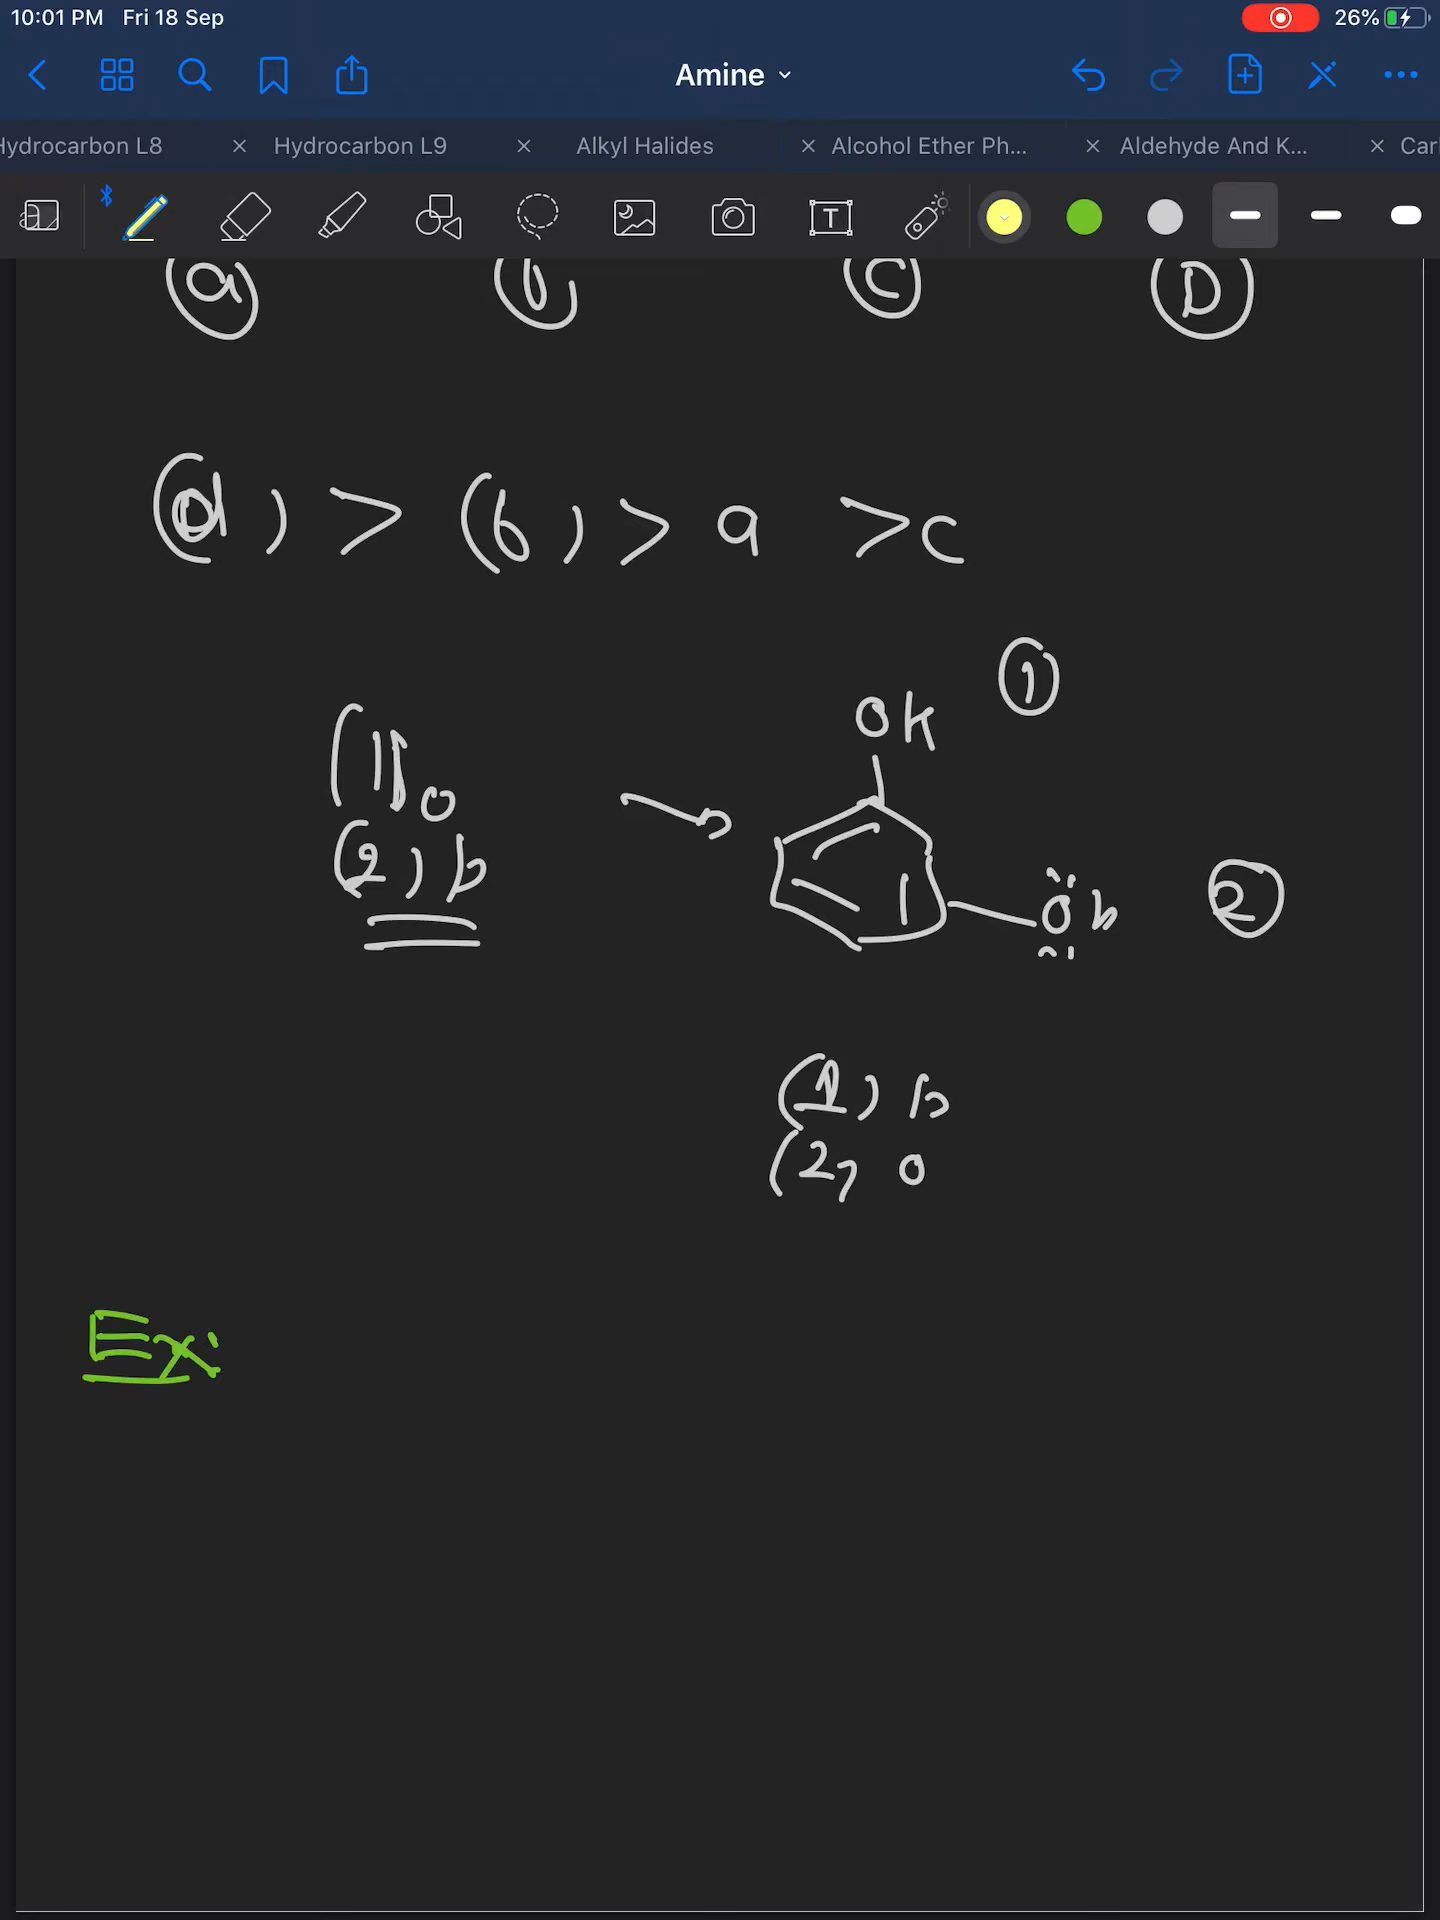 10:01 PM Fri 18 Sep
26%
Amine
Hydrocarbon L8
Hydrocarbon L9
Alkyl Halides
Alcohol Ether Ph...
Aldehyde And K...
Car
T
a b c D
(d) > (b) > a > c
1
(1) o
OK
(2) b
2
(1) b
(2) o
Ex: